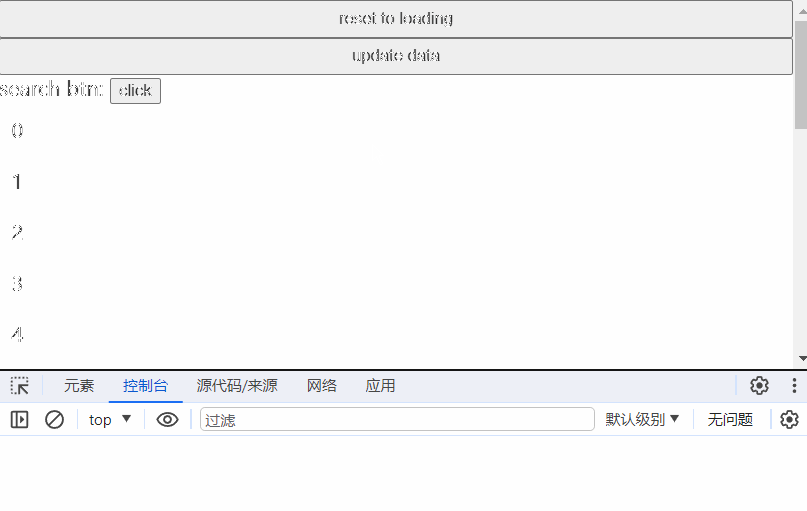 reset to loading
update data
search btn: click
0
1
2
3
4
元素 控制台 源代码/来源 网络 应用
top 过滤 默认级别 无问题